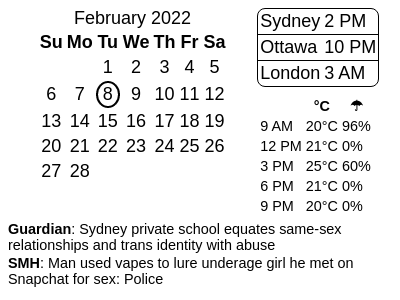 February 2022
Su Mo Tu We Th Fr Sa
1 2 3 4 5
6 7 8 9 10 11 12
13 14 15 16 17 18 19
20 21 22 23 24 25 26
27 28
Sydney 2 PM
Ottawa 10 PM
London 3 AM
°C ☂
9 AM 20°C 96%
12 PM 21°C 0%
3 PM 25°C 60%
6 PM 21°C 0%
9 PM 20°C 0%
Guardian: Sydney private school equates same-sex
relationships and trans identity with abuse
SMH: Man used vapes to lure underage girl he met on
Snapchat for sex: Police